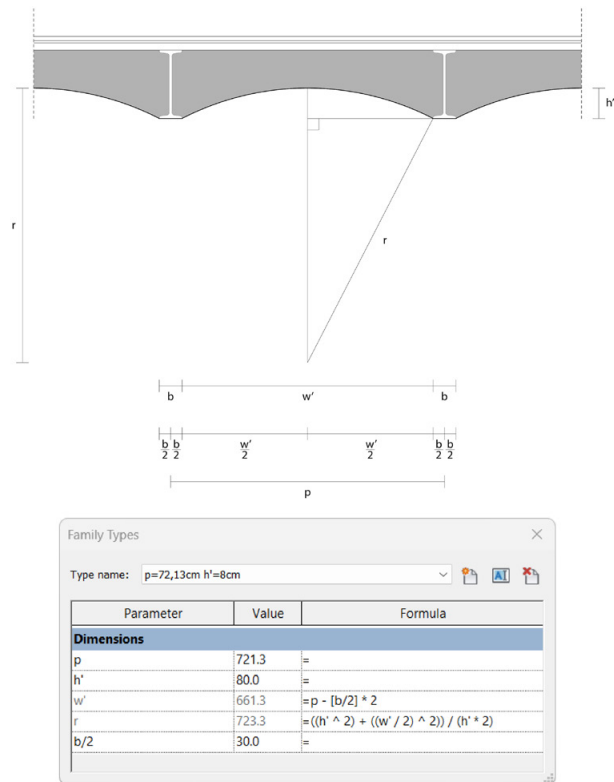 h'
r
r
b
w'
b
b/2 b/2 w'/2 w'/2 b/2 b/2
p
Family Types
Type name: p=72,13cm h'=8cm
Parameter Value Formula
Dimensions
p 721.3 =
h' 80.0 =
w' 661.3 =p - [b/2] * 2
r 723.3 =((h' ^ 2) + ((w' / 2) ^ 2)) / (h' * 2)
b/2 30.0 =